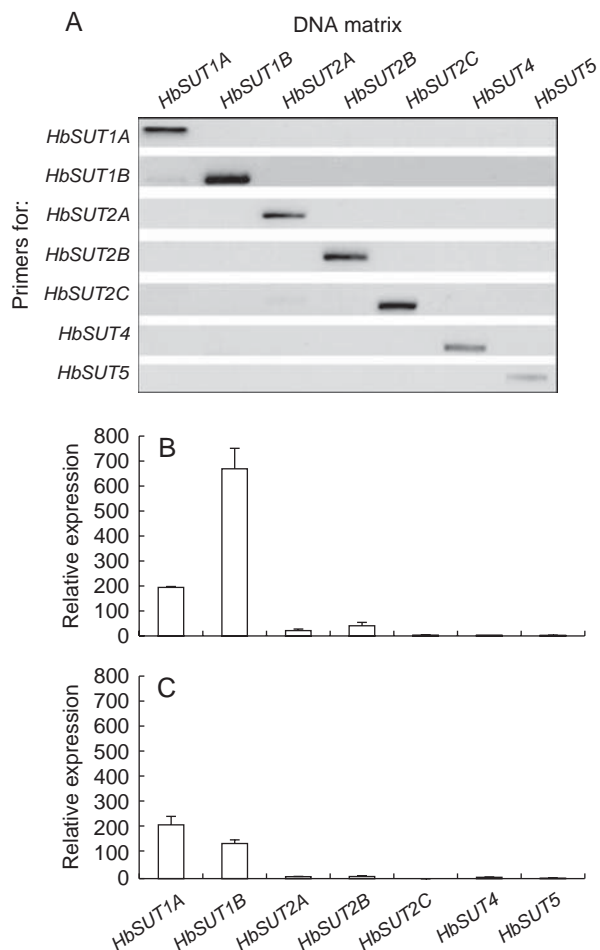 A
DNA matrix
HbSUT1A HbSUT1B HbSUT2A HbSUT2B HbSUT2C HbSUT4 HbSUT5
Primers for:
HbSUT1A
HbSUT1B
HbSUT2A
HbSUT2B
HbSUT2C
HbSUT4
HbSUT5
B
Relative expression
800
700
600
500
400
300
200
100
0
C
Relative expression
800
700
600
500
400
300
200
100
0
HbSUT1A HbSUT1B HbSUT2A HbSUT2B HbSUT2C HbSUT4 HbSUT5